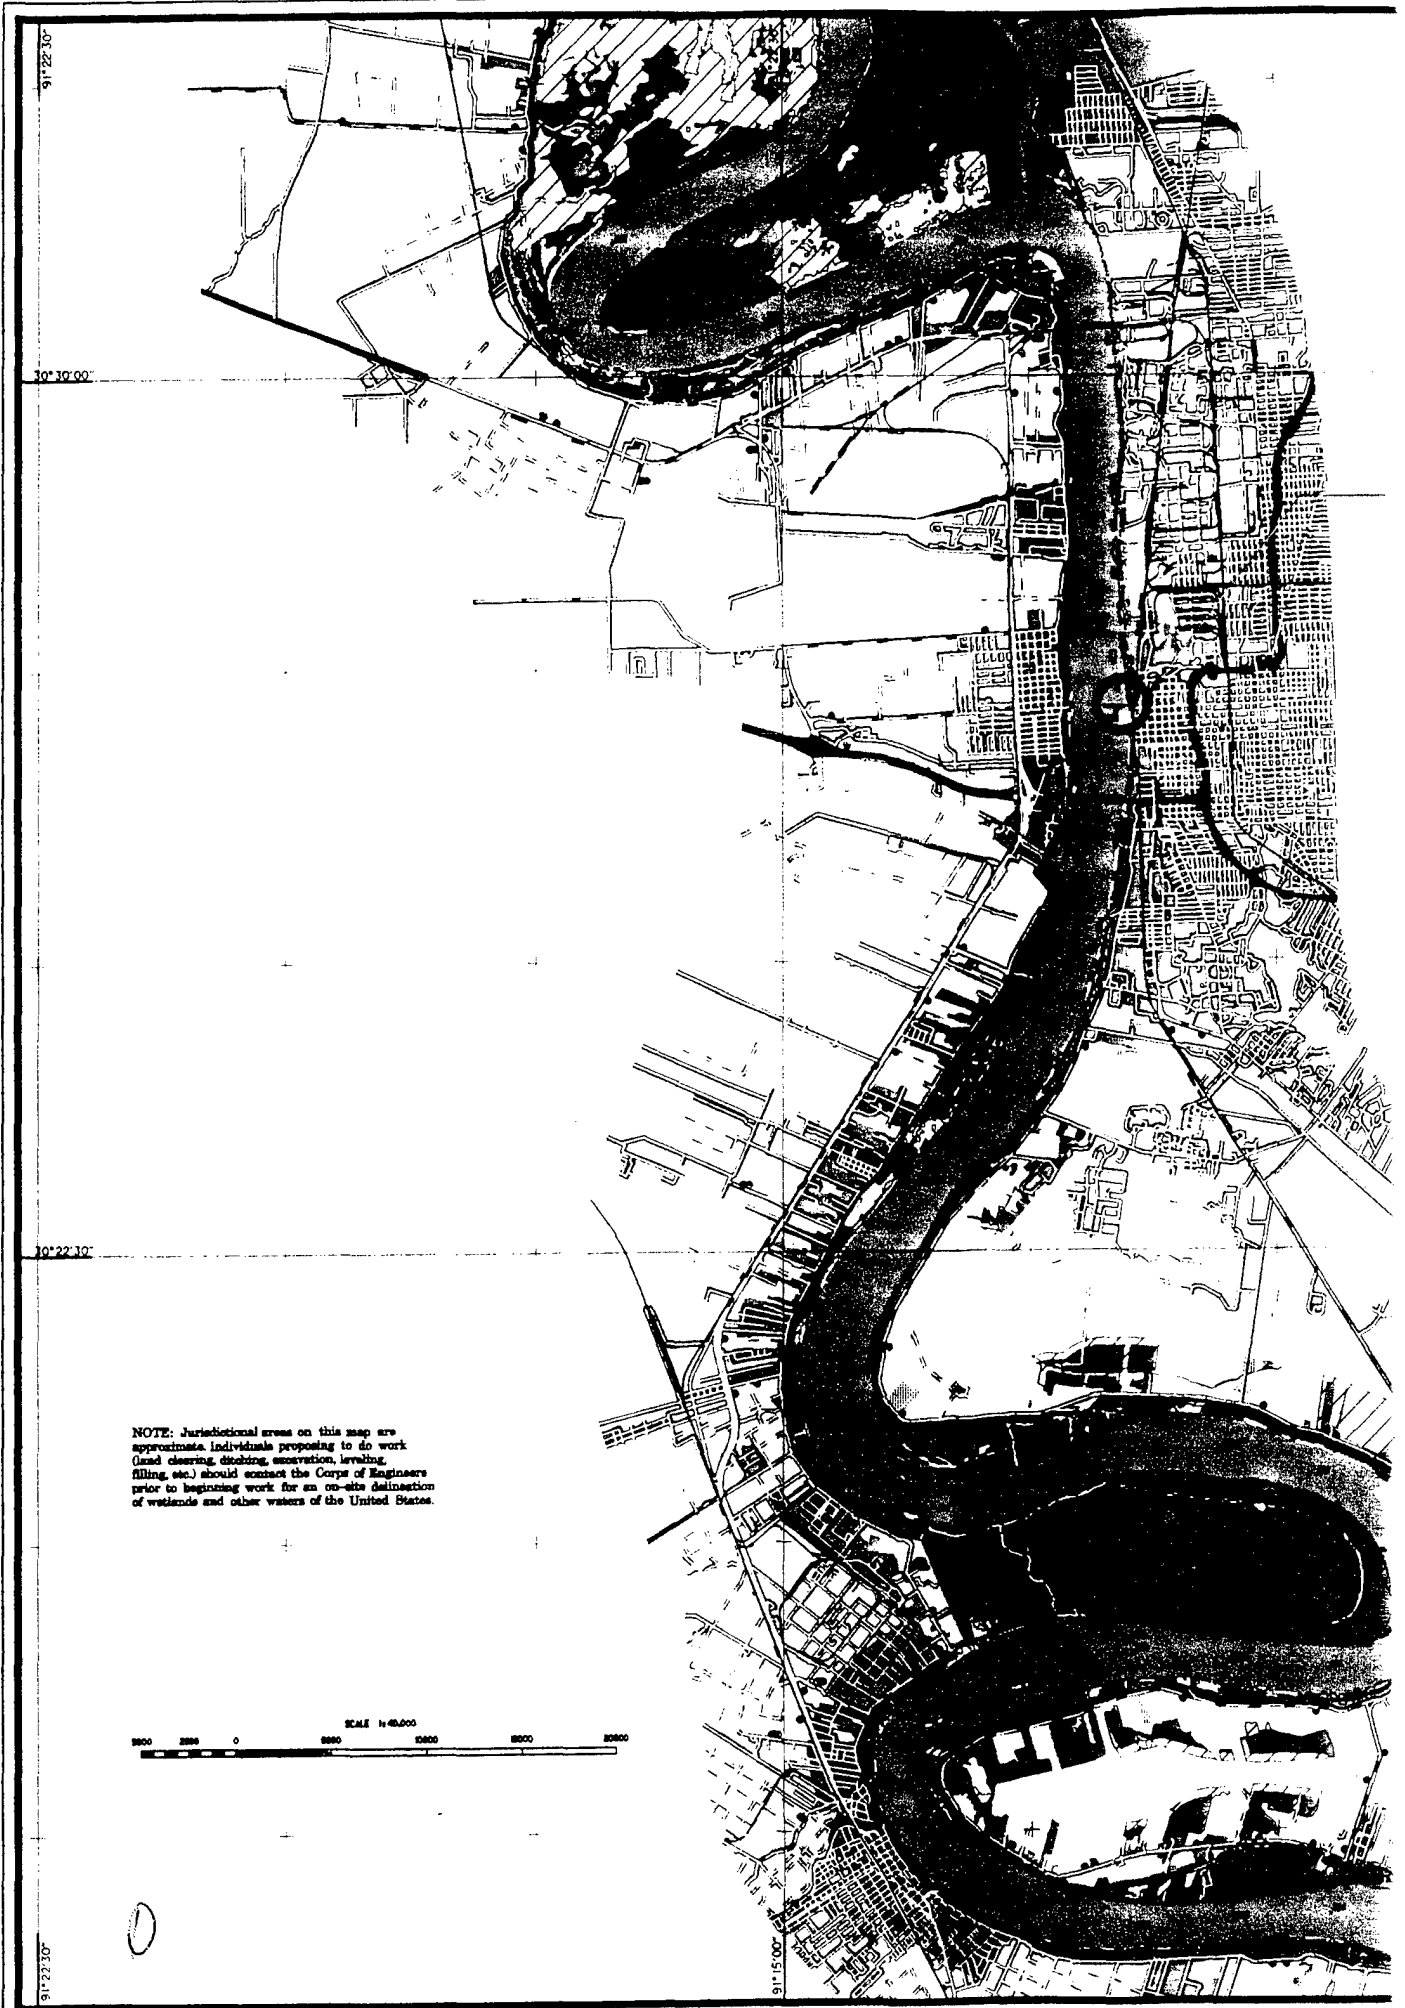 91°22'30"
30°30'00"
30°22'30"
NOTE: Jurisdictional areas on this map are
approximate. Individuals proposing to do work
(land clearing, ditching, excavation, leveling,
filling, etc.) should contact the Corps of Engineers
prior to beginning work for an on-site delineation
of wetlands and other waters of the United States.
SCALE 1:40,000
0
91°22'30"
91°15'00"